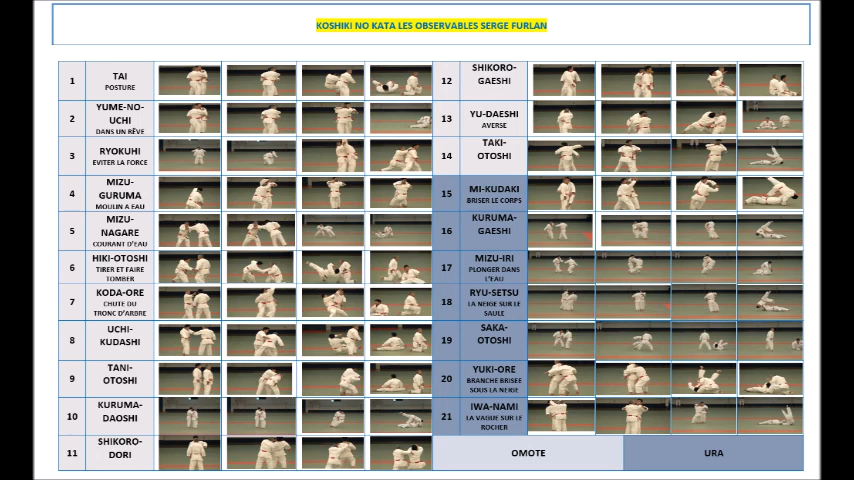 KOSHIKI NO KATA LES OBSERVABLES SERGE FURLAN
1
TAI
POSTURE
2
YUME-NO-
UCHI
DANS UN RÊVE
3
RYOKUHI
EVITER LA FORCE
4
MIZU-
GURUMA
MOULIN A EAU
5
MIZU-
NAGARE
COURANT D'EAU
6
HIKI-OTOSHI
TIRER ET FAIRE
TOMBER
7
KODA-ORE
CHUTE DU
TRONC D'ARBRE
8
UCHI-
KUDASHI
9
TANI-
OTOSHI
10
KURUMA-
DAOSHI
11
SHIKORO-
DORI
12
SHIKORO-
GAESHI
13
YU-DAESHI
AVERSE
14
TAKI-
OTOSHI
15
MI-KUDAKI
BRISER LE CORPS
16
KURUMA-
GAESHI
17
MIZU-IRI
PLONGER DANS
L'EAU
18
RYU-SETSU
LA NEIGE SUR LE
SAULE
19
SAKA-
OTOSHI
20
YUKI-ORE
BRANCHE BRISEE
SOUS LA NEIGE
21
IWA-NAMI
LA VAGUE SUR LE
ROCHER
OMOTE
URA